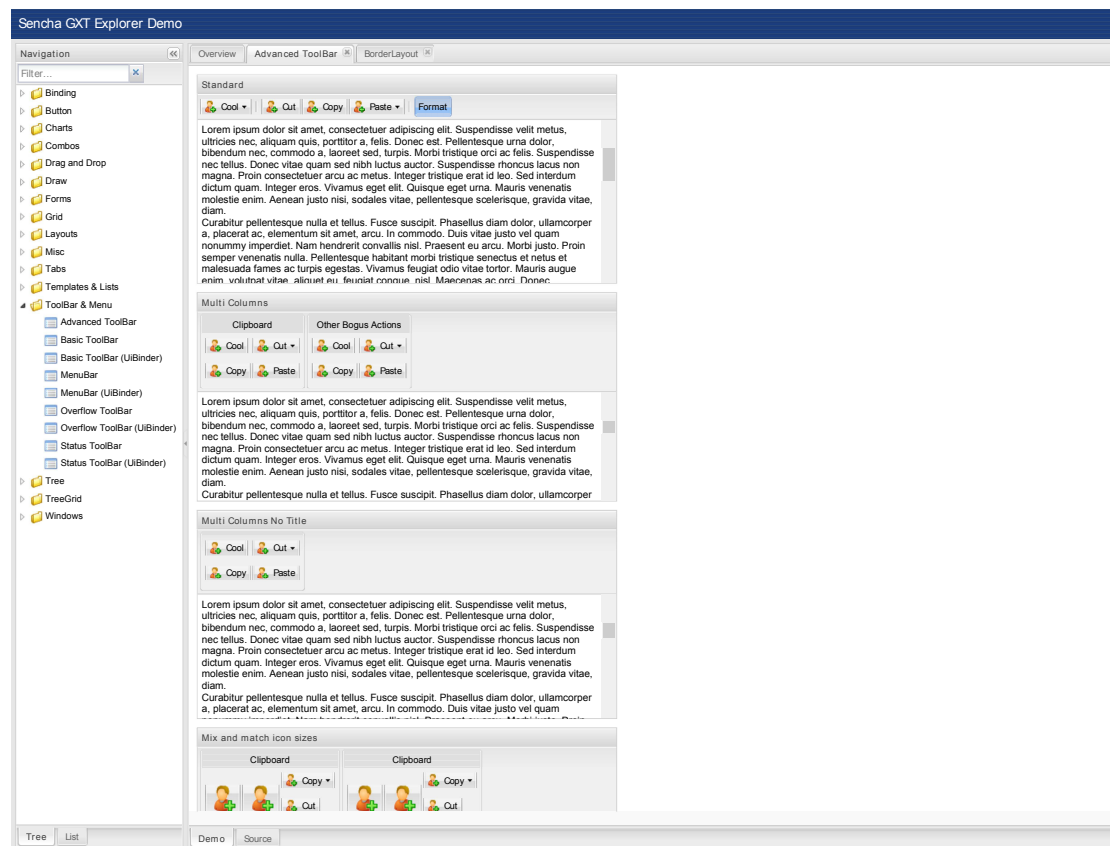 Sencha GXT Explorer Demo
Navigation
Filter...
Binding
Button
Charts
Combos
Drag and Drop
Draw
Forms
Grid
Layouts
Misc
Tabs
Templates & Lists
ToolBar & Menu
Advanced ToolBar
Basic ToolBar
Basic ToolBar (UiBinder)
MenuBar
MenuBar (UiBinder)
Overflow ToolBar
Overflow ToolBar (UiBinder)
Status ToolBar
Status ToolBar (UiBinder)
Tree
TreeGrid
Windows
Tree List
Overview Advanced ToolBar BorderLayout
Standard
Cool Cut Copy Paste Format
Lorem ipsum dolor sit amet, consectetuer adipiscing elit. Suspendisse velit metus,
ultricies nec, aliquam quis, porttitor a, felis. Donec est. Pellentesque urna dolor,
bibendum nec, commodo a, laoreet sed, turpis. Morbi tristique orci ac felis. Suspendisse
nec tellus. Donec vitae quam sed nibh luctus auctor. Suspendisse rhoncus lacus non
magna. Proin consectetuer arcu ac metus. Integer tristique erat id leo. Sed interdum
dictum quam. Integer eros. Vivamus eget elit. Quisque eget urna. Mauris venenatis
molestie enim. Aenean justo nisi, sodales vitae, pellentesque scelerisque, gravida vitae,
diam.
Curabitur pellentesque nulla et tellus. Fusce suscipit. Phasellus diam dolor, ullamcorper
a, placerat ac, elementum sit amet, arcu. In commodo. Duis vitae justo vel quam
nonummy imperdiet. Nam hendrerit convallis nisl. Praesent eu arcu. Morbi justo. Proin
semper venenatis nulla. Pellentesque habitant morbi tristique senectus et netus et
malesuada fames ac turpis egestas. Vivamus feugiat odio vitae tortor. Mauris augue
enim, volutpat vitae, aliquet eu, feugiat congue, nisl. Maecenas ac orci. Donec
Multi Columns
Clipboard Other Bogus Actions
Cool Cut Cool Cut
Copy Paste Copy Paste
Lorem ipsum dolor sit amet, consectetuer adipiscing elit. Suspendisse velit metus,
ultricies nec, aliquam quis, porttitor a, felis. Donec est. Pellentesque urna dolor,
bibendum nec, commodo a, laoreet sed, turpis. Morbi tristique orci ac felis. Suspendisse
nec tellus. Donec vitae quam sed nibh luctus auctor. Suspendisse rhoncus lacus non
magna. Proin consectetuer arcu ac metus. Integer tristique erat id leo. Sed interdum
dictum quam. Integer eros. Vivamus eget elit. Quisque eget urna. Mauris venenatis
molestie enim. Aenean justo nisi, sodales vitae, pellentesque scelerisque, gravida vitae,
diam.
Curabitur pellentesque nulla et tellus. Fusce suscipit. Phasellus diam dolor, ullamcorper
Multi Columns No Title
Cool Cut
Copy Paste
Lorem ipsum dolor sit amet, consectetuer adipiscing elit. Suspendisse velit metus,
ultricies nec, aliquam quis, porttitor a, felis. Donec est. Pellentesque urna dolor,
bibendum nec, commodo a, laoreet sed, turpis. Morbi tristique orci ac felis. Suspendisse
nec tellus. Donec vitae quam sed nibh luctus auctor. Suspendisse rhoncus lacus non
magna. Proin consectetuer arcu ac metus. Integer tristique erat id leo. Sed interdum
dictum quam. Integer eros. Vivamus eget elit. Quisque eget urna. Mauris venenatis
molestie enim. Aenean justo nisi, sodales vitae, pellentesque scelerisque, gravida vitae,
diam.
Curabitur pellentesque nulla et tellus. Fusce suscipit. Phasellus diam dolor, ullamcorper
a, placerat ac, elementum sit amet, arcu. In commodo. Duis vitae justo vel quam
Mix and match icon sizes
Clipboard Clipboard
Copy Copy
Cut Cut
Demo Source